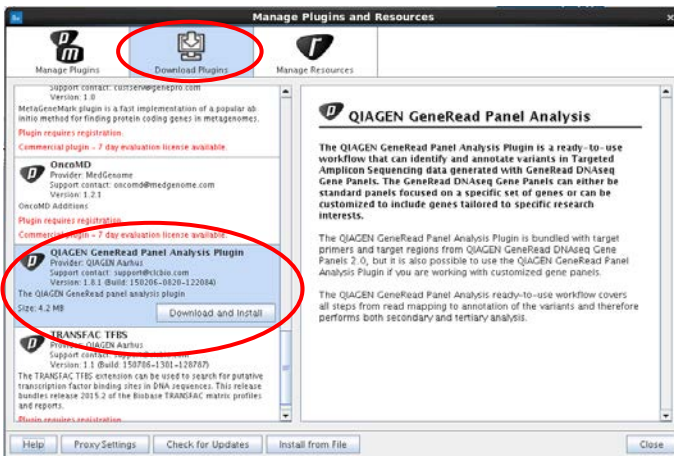 Manage Plugins and Resources
Manage Plugins
Download Plugins
Manage Resources
Support contact: custserv@genepro.com
Version: 1.0
MetaGeneMark plugin is a fast implementation of a popular ab
initio method for finding protein coding genes in metagenomes.
Plugin requires registration.
Commercial plugin - 7 day evaluation license available.
OncoMD
Provider: MedGenome
Support contact: oncomd@medgenome.com
Version: 1.2.1
OncoMD Additions
Plugin requires registration.
Commercial plugin - 7 day evaluation license available.
QIAGEN GeneRead Panel Analysis Plugin
Provider: QIAGEN Aarhus
Support contact: support@clcbio.com
Version: 1.8.1 (Build: 150206-0820-122084)
The QIAGEN GeneRead panel analysis plugin
Size: 4.2 MB
Download and Install
TRANSFAC TFBS
Provider: QIAGEN Aarhus
Support contact:
Version: 1.1 (Build: 150706-1301-128787)
The TRANSFAC TFBS extension can be used to search for putative
transcription factor binding sites in DNA sequences. This release
bundles release 2015.2 of the Biobase TRANSFAC matrix profiles
and reports.
Plugin requires registration.
QIAGEN GeneRead Panel Analysis
The QIAGEN GeneRead Panel Analysis Plugin is a ready-to-use
workflow that can identify and annotate variants in Targeted
Amplicon Sequencing data generated with GeneRead DNAseq
Gene Panels. The GeneRead DNAseq Gene Panels can either be
standard panels focused on a specific set of genes or can be
customized to include genes tailored to specific research
interests.
The QIAGEN GeneRead Panel Analysis Plugin is bundled with target
primers and target regions from QIAGEN GeneRead DNAseq Gene
Panels 2.0, but it is also possible to use the QIAGEN GeneRead Panel
Analysis Plugin if you are working with customized gene panels.
The QIAGEN GeneRead Panel Analysis ready-to-use workflow covers
all steps from read mapping to annotation of the variants and therefore
performs both secondary and tertiary analysis.
Help
Proxy Settings
Check for Updates
Install from File
Close